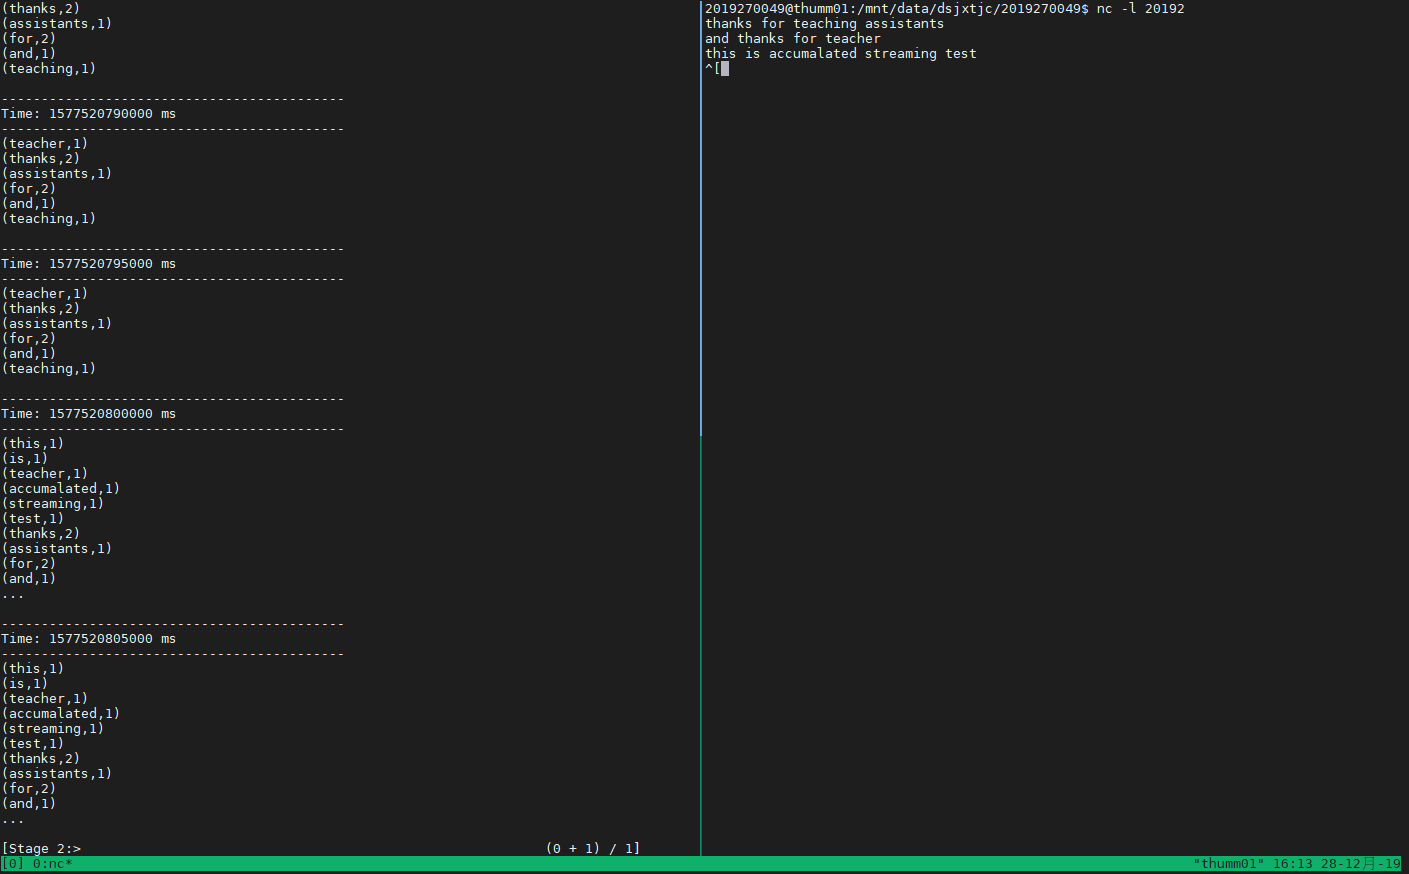 (thanks,2)
(assistants,1)
(for,2)
(and,1)
(teaching,1)
-------------------------------------------
Time: 1577520790000 ms
-------------------------------------------
(teacher,1)
(thanks,2)
(assistants,1)
(for,2)
(and,1)
(teaching,1)
-------------------------------------------
Time: 1577520795000 ms
-------------------------------------------
(teacher,1)
(thanks,2)
(assistants,1)
(for,2)
(and,1)
(teaching,1)
-------------------------------------------
Time: 1577520800000 ms
-------------------------------------------
(this,1)
(is,1)
(teacher,1)
(accumalated,1)
(streaming,1)
(test,1)
(thanks,2)
(assistants,1)
(for,2)
(and,1)
...
-------------------------------------------
Time: 1577520805000 ms
-------------------------------------------
(this,1)
(is,1)
(teacher,1)
(accumalated,1)
(streaming,1)
(test,1)
(thanks,2)
(assistants,1)
(for,2)
(and,1)
...
[Stage 2:> (0 + 1) / 1]
2019270049@thumm01:/mnt/data/dsjxtjc/2019270049$ nc -l 20192
thanks for teaching assistants
and thanks for teacher
this is accumalated streaming test
^[
[0] 0:nc* "thumm01" 16:13 28-12月-19